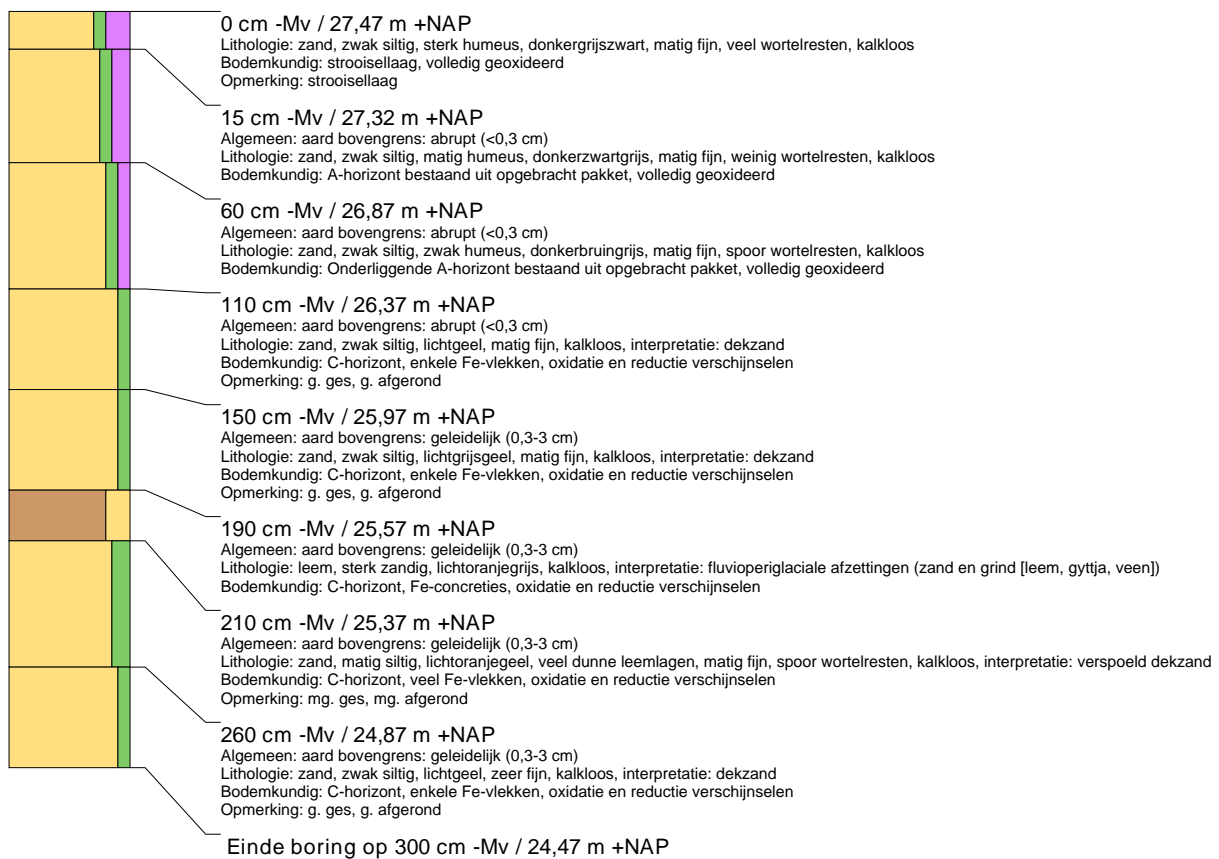 0 cm -Mv / 27,47 m +NAP
Lithologie: zand, zwak siltig, sterk humeus, donkergrijszwart, matig fijn, veel wortelresten, kalkloos
Bodemkundig: strooisellaag, volledig geoxideerd
Opmerking: strooisellaag
15 cm -Mv / 27,32 m +NAP
Algemeen: aard bovengrens: abrupt (<0,3 cm)
Lithologie: zand, zwak siltig, matig humeus, donkerzwartgrijs, matig fijn, weinig wortelresten, kalkloos
Bodemkundig: A-horizont bestaand uit opgebracht pakket, volledig geoxideerd
60 cm -Mv / 26,87 m +NAP
Algemeen: aard bovengrens: abrupt (<0,3 cm)
Lithologie: zand, zwak siltig, zwak humeus, donkerbruingrijs, matig fijn, spoor wortelresten, kalkloos
Bodemkundig: Onderliggende A-horizont bestaand uit opgebracht pakket, volledig geoxideerd
110 cm -Mv / 26,37 m +NAP
Algemeen: aard bovengrens: abrupt (<0,3 cm)
Lithologie: zand, zwak siltig, lichtgeel, matig fijn, kalkloos, interpretatie: dekzand
Bodemkundig: C-horizont, enkele Fe-vlekken, oxidatie en reductie verschijnselen
Opmerking: g. ges, g. afgerond
150 cm -Mv / 25,97 m +NAP
Algemeen: aard bovengrens: geleidelijk (0,3-3 cm)
Lithologie: zand, zwak siltig, lichtgrijsgeel, matig fijn, kalkloos, interpretatie: dekzand
Bodemkundig: C-horizont, enkele Fe-vlekken, oxidatie en reductie verschijnselen
Opmerking: g. ges, g. afgerond
190 cm -Mv / 25,57 m +NAP
Algemeen: aard bovengrens: geleidelijk (0,3-3 cm)
Lithologie: leem, sterk zandig, lichtoranjegrijs, kalkloos, interpretatie: fluvioperiglaciale afzettingen (zand en grind [leem, gyttja, veen])
Bodemkundig: C-horizont, Fe-concreties, oxidatie en reductie verschijnselen
210 cm -Mv / 25,37 m +NAP
Algemeen: aard bovengrens: geleidelijk (0,3-3 cm)
Lithologie: zand, matig siltig, lichtoranjegeel, veel dunne leemlagen, matig fijn, spoor wortelresten, kalkloos, interpretatie: verspoeld dekzand
Bodemkundig: C-horizont, veel Fe-vlekken, oxidatie en reductie verschijnselen
Opmerking: mg. ges, mg. afgerond
260 cm -Mv / 24,87 m +NAP
Algemeen: aard bovengrens: geleidelijk (0,3-3 cm)
Lithologie: zand, zwak siltig, lichtgeel, zeer fijn, kalkloos, interpretatie: dekzand
Bodemkundig: C-horizont, enkele Fe-vlekken, oxidatie en reductie verschijnselen
Opmerking: g. ges, g. afgerond
Einde boring op 300 cm -Mv / 24,47 m +NAP